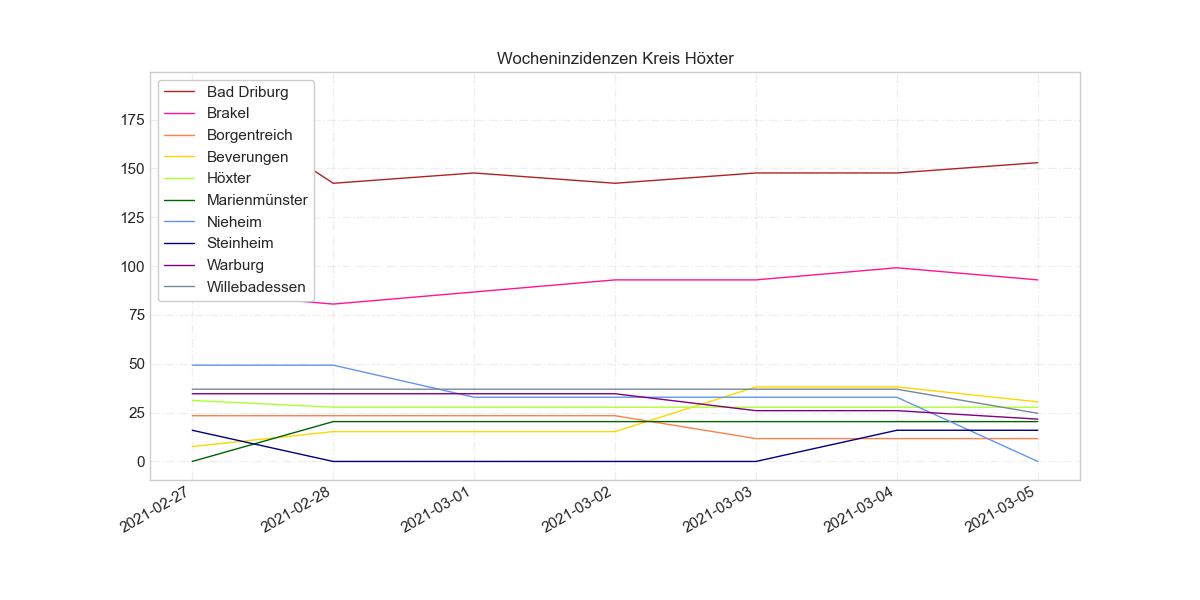 Wocheninzidenzen Kreis Höxter
Bad Driburg
Brakel
Borgentreich
Beverungen
Höxter
Marienmünster
Nieheim
Steinheim
Warburg
Willebadessen
175
150
125
100
75
50
25
0
2021-02-27
2021-02-28
2021-03-01
2021-03-02
2021-03-03
2021-03-04
2021-03-05